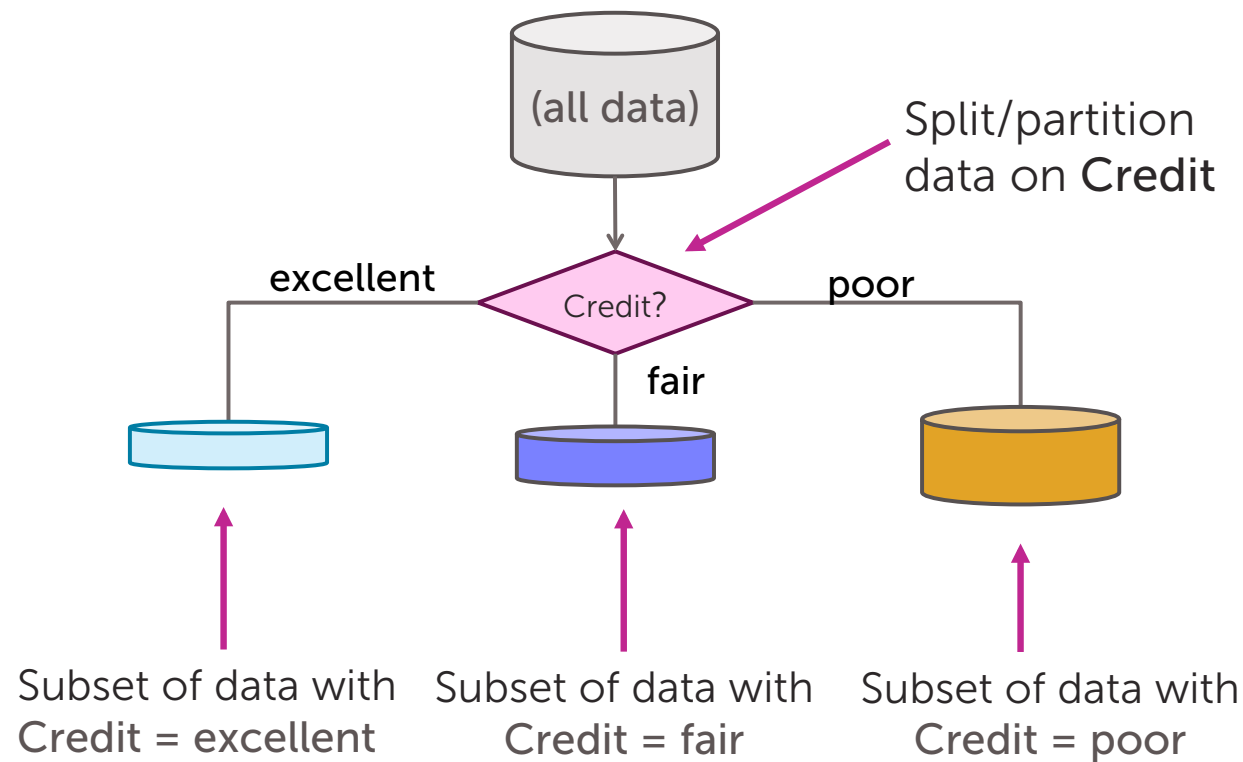 (all data)
Split/partition
data on Credit
excellent
Credit?
poor
fair
Subset of data with
Credit = excellent
Subset of data with
Credit = fair
Subset of data with
Credit = poor